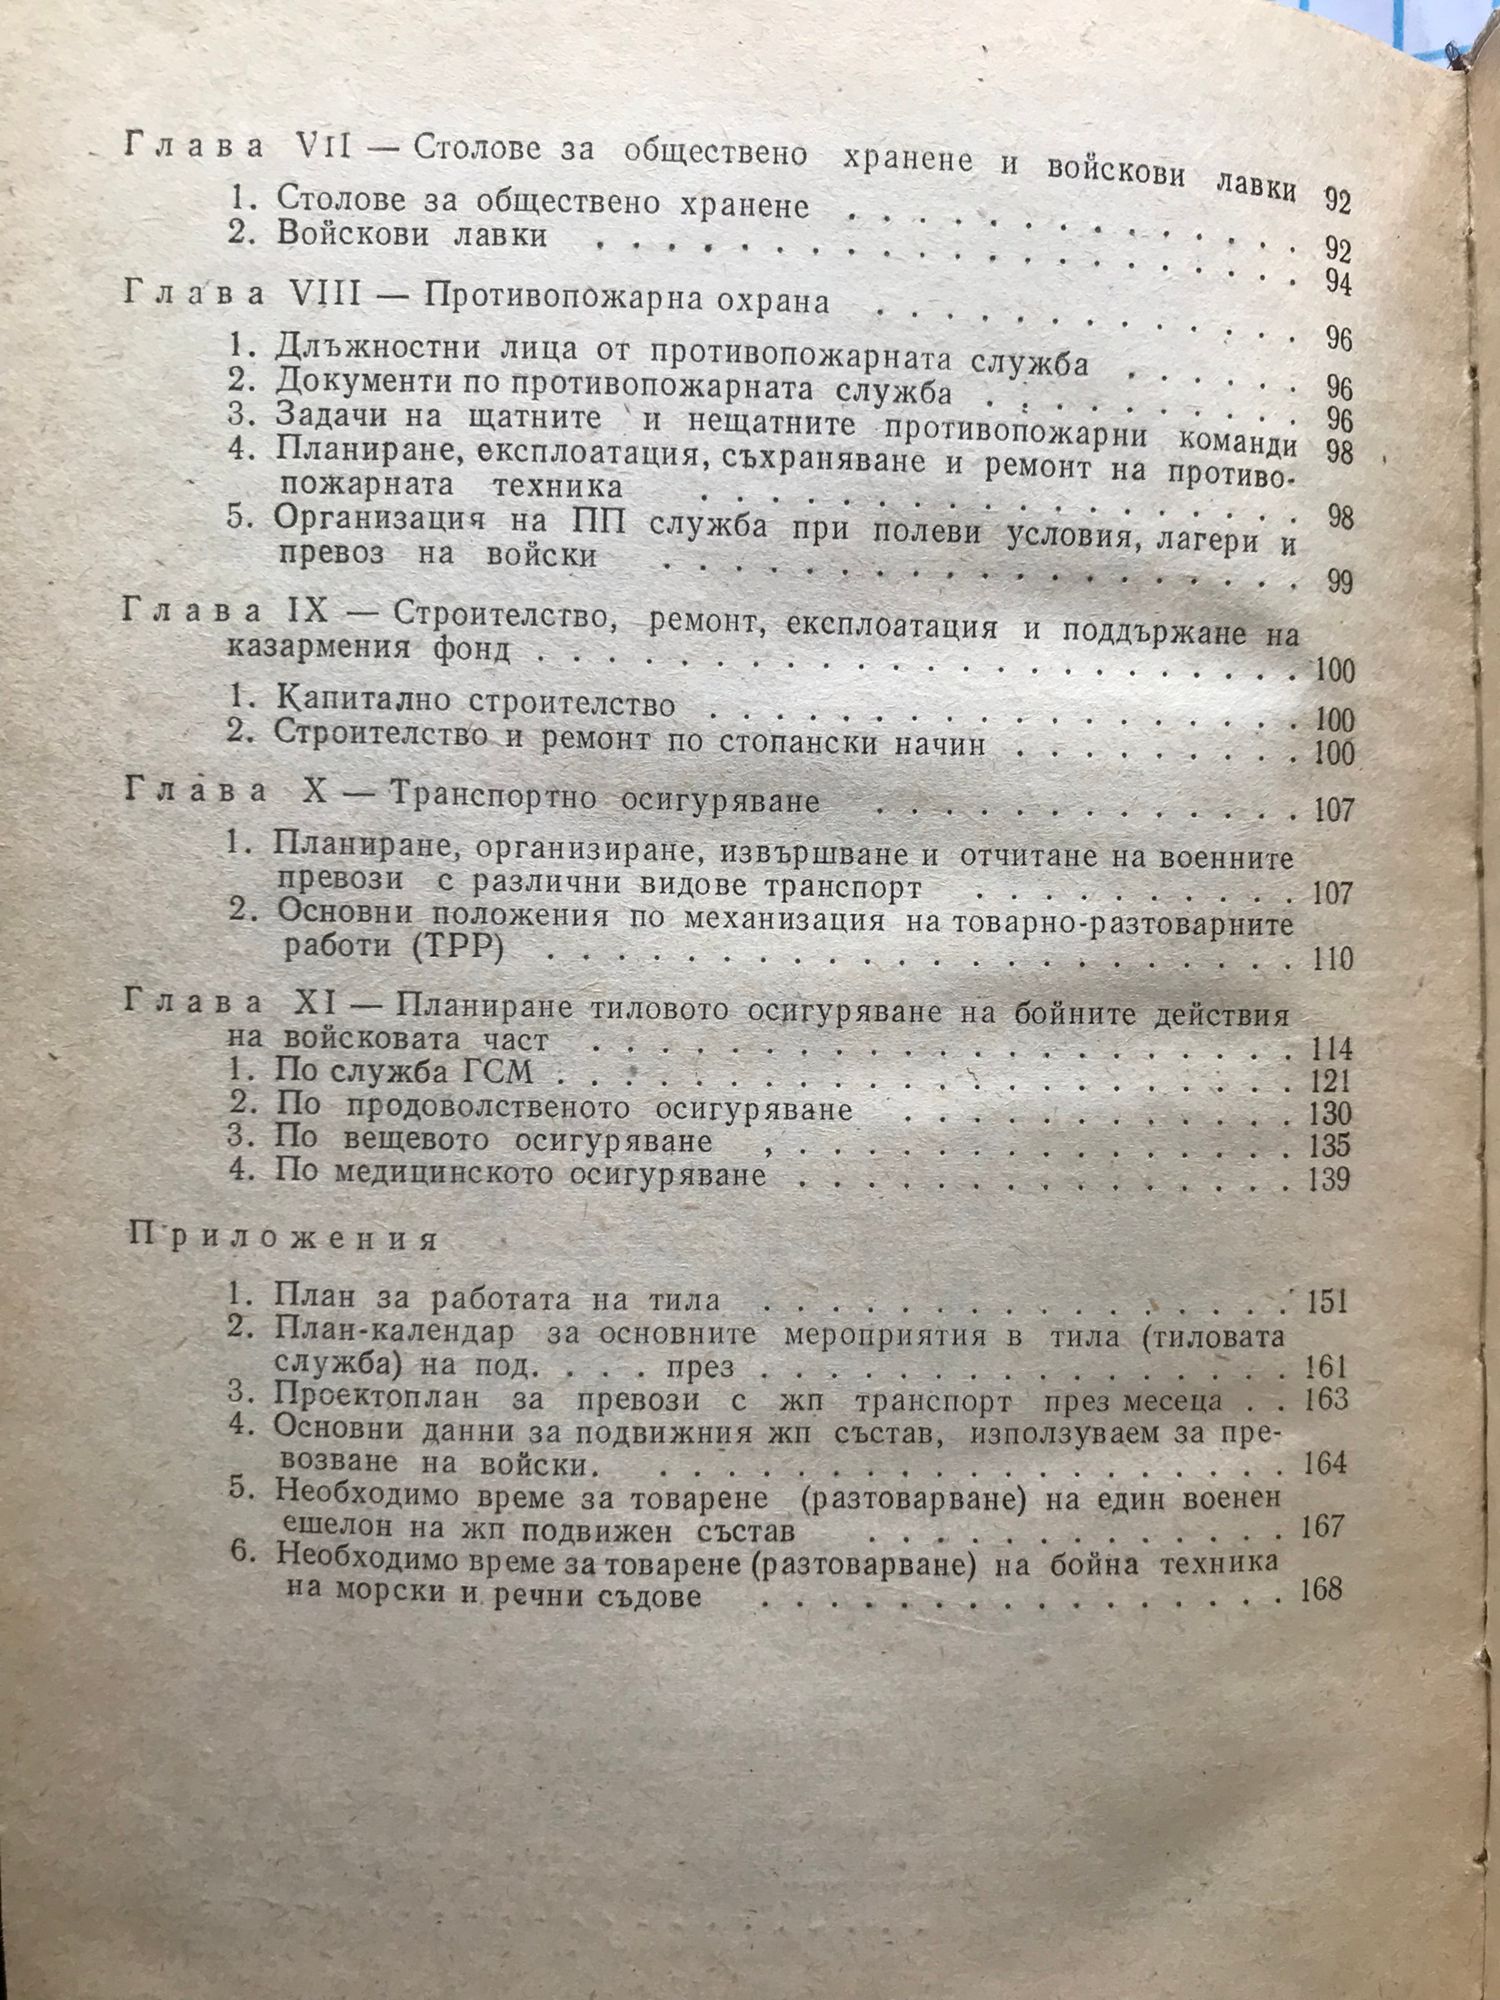 Глава VII — Столове за обществено хранене и войскови лавки 92
1. Столове за обществено хранене . . . . . . . . . . . . . 92
2. Войскови лавки . . . . . . . . . . . . . . . . . . . . 94
Глава VIII — Противопожарна охрана . . . . . . . . . . . . . 96
1. Длъжностни лица от противопожарната служба . . . . . . 96
2. Документи по противопожарната служба . . . . . . . . . 96
3. Задачи на щатните и нещатните противопожарни команди 98
4. Планиране, експлоатация, съхраняване и ремонт на противо-
пожарната техника . . . . . . . . . . . . . . . . . 98
5. Организация на ПП служба при полеви условия, лагери и
превоз на войски . . . . . . . . . . . . . . . . . . 99
Глава IX — Строителство, ремонт, експлоатация и поддържане на
казармения фонд . . . . . . . . . . . . . . . . . . . . . . 100
1. Капитално строителство . . . . . . . . . . . . . . . . . 100
2. Строителство и ремонт по стопански начин . . . . . . . . . 100
Глава X — Транспортно осигуряване . . . . . . . . . . . . . 107
1. Планиране, организиране, извършване и отчитане на военните
превози с различни видове транспорт . . . . . . . . . . 107
2. Основни положения по механизация на товарно-разтоварните
работи (ТРР) . . . . . . . . . . . . . . . . . . . . . . 110
Глава XI — Планиране тиловото осигуряване на бойните действия
на войсковата част . . . . . . . . . . . . . . . . . . . . 114
1. По служба ГСМ . . . . . . . . . . . . . . . . . . . . . 121
2. По продоволственото осигуряване . . . . . . . . . . . . 130
3. По вещевото осигуряване , . . . . . . . . . . . . . . . 135
4. По медицинското осигуряване . . . . . . . . . . . . . . . 139
Приложения
1. План за работата на тила . . . . . . . . . . . . . . . . 151
2. План-календар за основните мероприятия в тила (тиловата
служба) на под. . . . през . . . . . . . . . . . . . . . . 161
3. Проектоплан за превози с жп транспорт през месеца . . 163
4. Основни данни за подвижния жп състав, използуваем за пре-
возване на войски. . . . . . . . . . . . . . . . . . . 164
5. Необходимо време за товарене (разтоварване) на един военен
ешелон на жп подвижен състав . . . . . . . . . . . . . 167
6. Необходимо време за товарене (разтоварване) на бойна техника
на морски и речни съдове . . . . . . . . . . . . . . . . 168